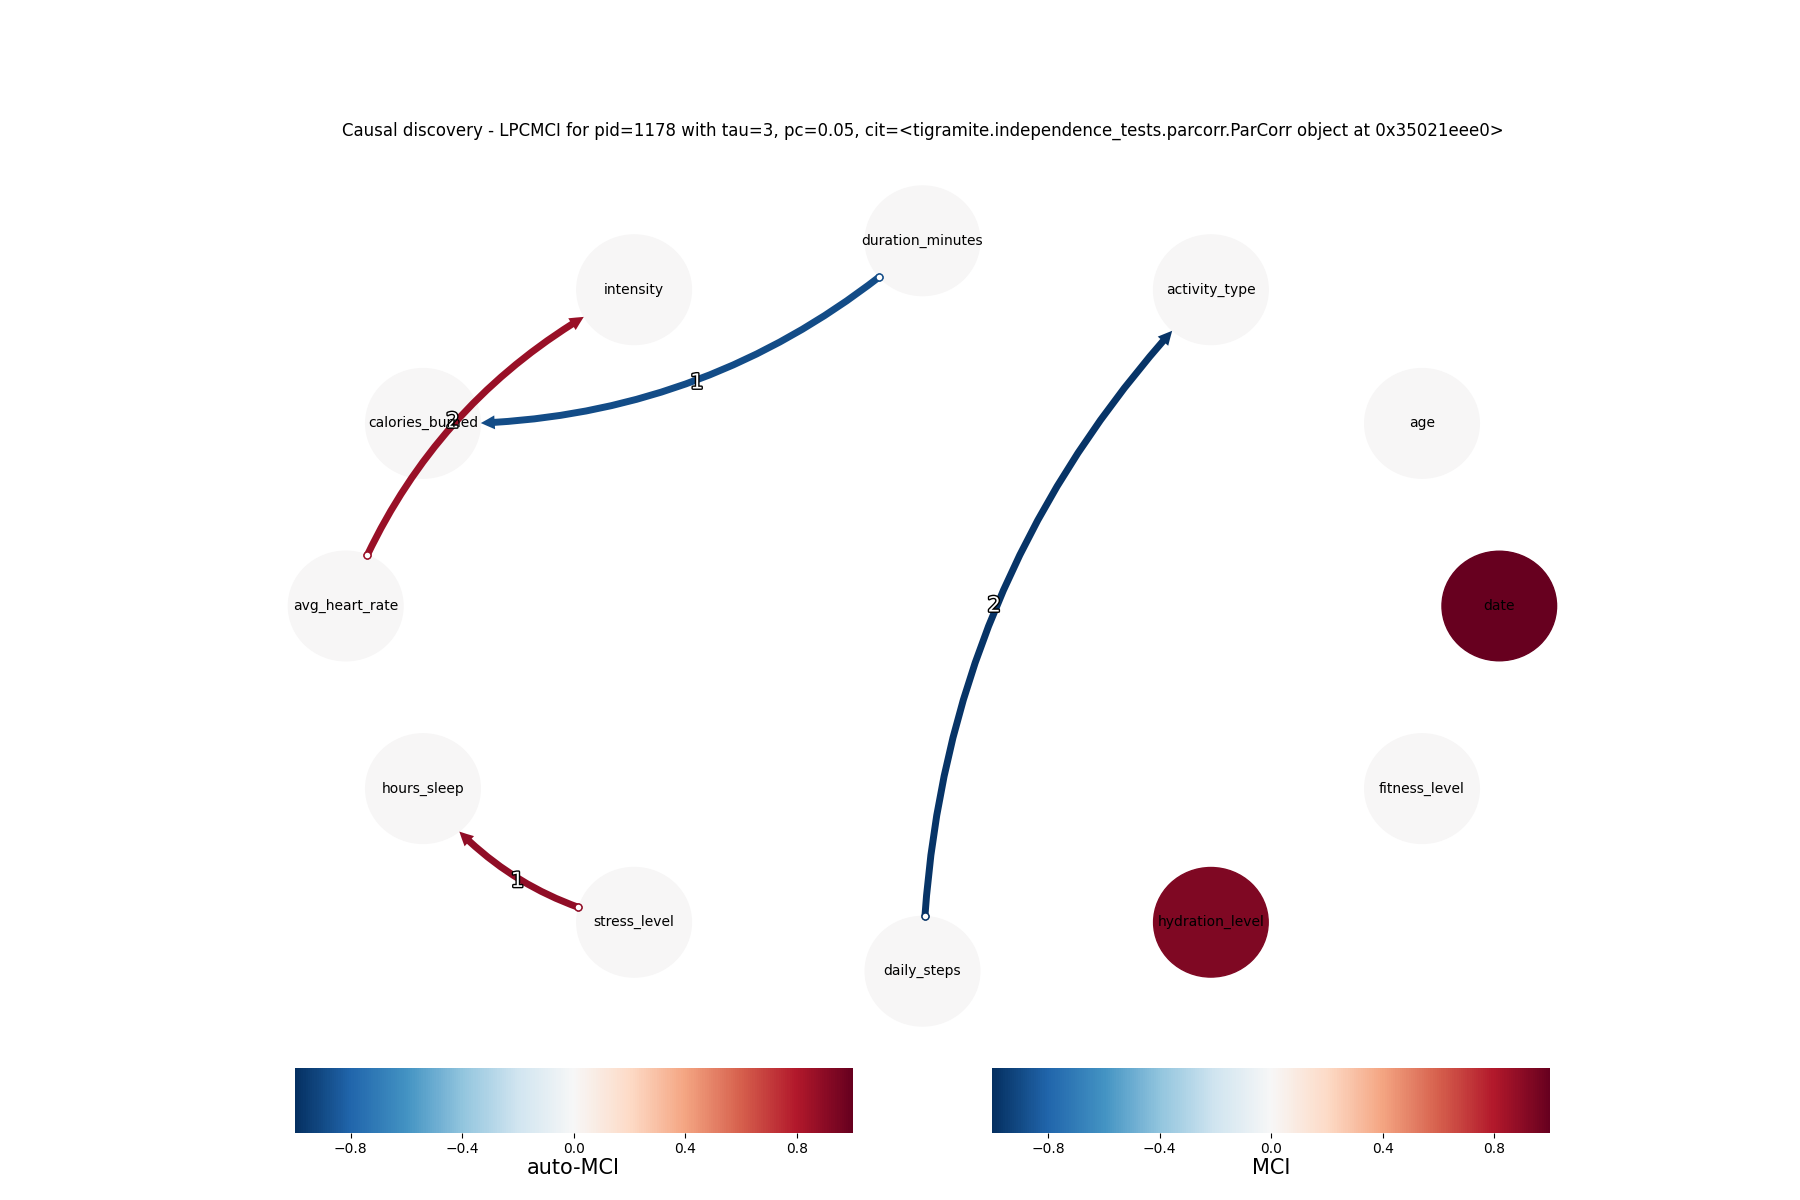 Causal discovery - LPCMCI for pid=1178 with tau=3, pc=0.05, cit=<tigramite.independence_tests.parcorr.ParCorr object at 0x35021eee0>
duration_minutes
intensity
activity_type
1
calories_burned
2
age
avg_heart_rate
2
date
hours_sleep
fitness_level
1
stress_level
hydration_level
daily_steps
−0.8 −0.4 0.0 0.4 0.8
auto-MCI
−0.8 −0.4 0.0 0.4 0.8
MCI